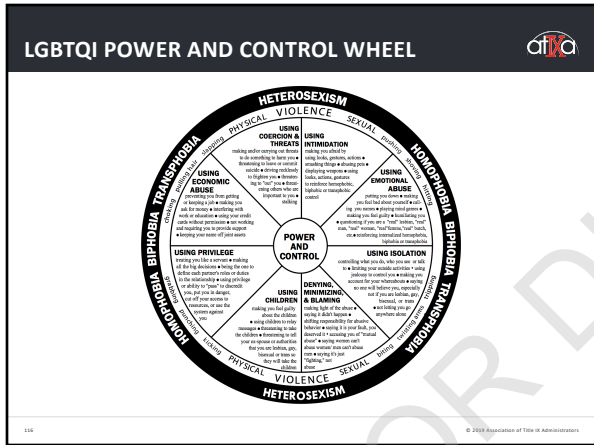 LGBTQI POWER AND CONTROL WHEEL
atIXa
HETEROSEXISM
HOMOPHOBIA BIPHOBIA TRANSPHOBIA
HETEROSEXISM
HOMOPHOBIA BIPHOBIA TRANSPHOBIA
PHYSICAL VIOLENCE SEXUAL
pushing shoving hitting
tripping
twisting arms
biting
PHYSICAL VIOLENCE SEXUAL
kicking
punching
grabbing
choking
pulling hair
slapping
POWER
AND
CONTROL
USING
COERCION &
THREATS
making and/or carrying out threats
to do something to harm you ●
threatening to leave or commit
suicide ● driving recklessly
to frighten you ● threaten-
ing to "out" you ● threat-
ening others who are
important to you ●
stalking
USING
INTIMIDATION
making you afraid by
using looks, gestures, actions ●
smashing things ● abusing pets ●
displaying weapons ● using
looks, actions, gestures
to reinforce homophobic,
biphobic or transphobic
control
USING
EMOTIONAL
ABUSE
putting you down ● making
you feel bad about yourself ● call-
ing you names ● playing mind games ●
making you feel guilty ● humiliating you
● questioning if you are a "real" lesbian, "real"
man, "real" woman, "real"femme,"real" butch,
etc.● reinforcing internalized homophobia,
biphobia or transphobia
USING ISOLATION
controlling what you do, who you see or talk
to ● limiting your outside activities ● using
jealousy to control you ● making you
account for your whereabouts ● saying
no one will believe you, especially
not if you are lesbian, gay,
bisexual, or trans
● not letting you go
anywhere alone
DENYING,
MINIMIZING,
& BLAMING
making light of the abuse ●
saying it didn't happen ●
shifting responsibility for abusive
behavior ● saying it is your fault, you
deserved it ● accusing you of "mutual
abuse" ● saying women can't
abuse women/ men can't abuse
men ● saying it's just
"fighting," not
abuse
USING
CHILDREN
making you feel guilty
about the children
● using children to relay
messages ● threatening to take
the children ● threatening to tell
your ex-spouse or authorities
that you are lesbian, gay,
bisexual or trans so
they will take the
children
USING PRIVILEGE
treating you like a servant ● making
all the big decisions ● being the one to
define each partner's roles or duties
in the relationship ● using privilege
or ability to "pass" to discredit
you, put you in danger,
cut off your access to
resources, or use the
system against
you
USING
ECONOMIC
ABUSE
preventing you from getting
or keeping a job ● making you
ask for money ● interfering with
work or education ● using your credit
cards without permission ● not working
and requiring you to provide support
● keeping your name off joint assets
116
© 2019 Association of Title IX Administrators